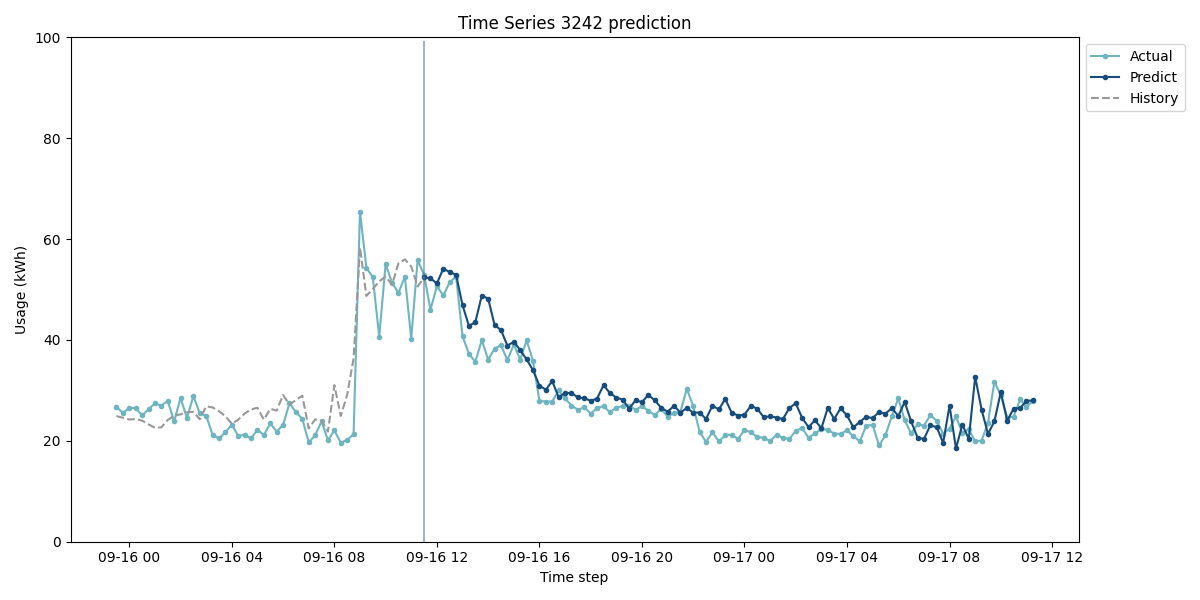 Time Series 3242 prediction
100
80
60
40
20
0
Usage (kWh)
09-16 00
09-16 04
09-16 08
09-16 12
09-16 16
09-16 20
09-17 00
09-17 04
09-17 08
09-17 12
Time step
Actual
Predict
History